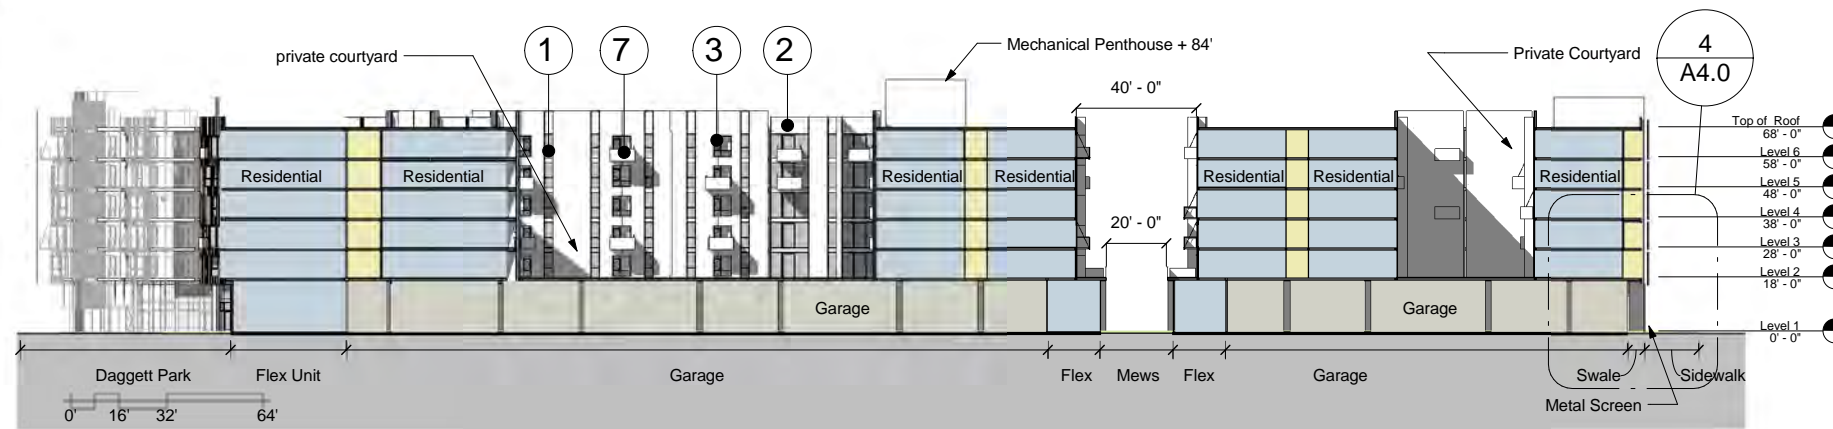 1
7
3
2
private courtyard
Mechanical Penthouse + 84'
40' - 0"
Private Courtyard
4
A4.0
Top of Roof
68' - 0"
Level 6
58' - 0"
Level 5
48' - 0"
Level 4
38' - 0"
Level 3
28' - 0"
Level 2
18' - 0"
Level 1
0' - 0"
Residential
Residential
Residential
Residential
Residential
Residential
Residential
20' - 0"
Garage
Garage
Daggett Park
Flex Unit
Garage
Flex
Mews
Flex
Garage
Swale
Sidewalk
Metal Screen
0'
16'
32'
64'